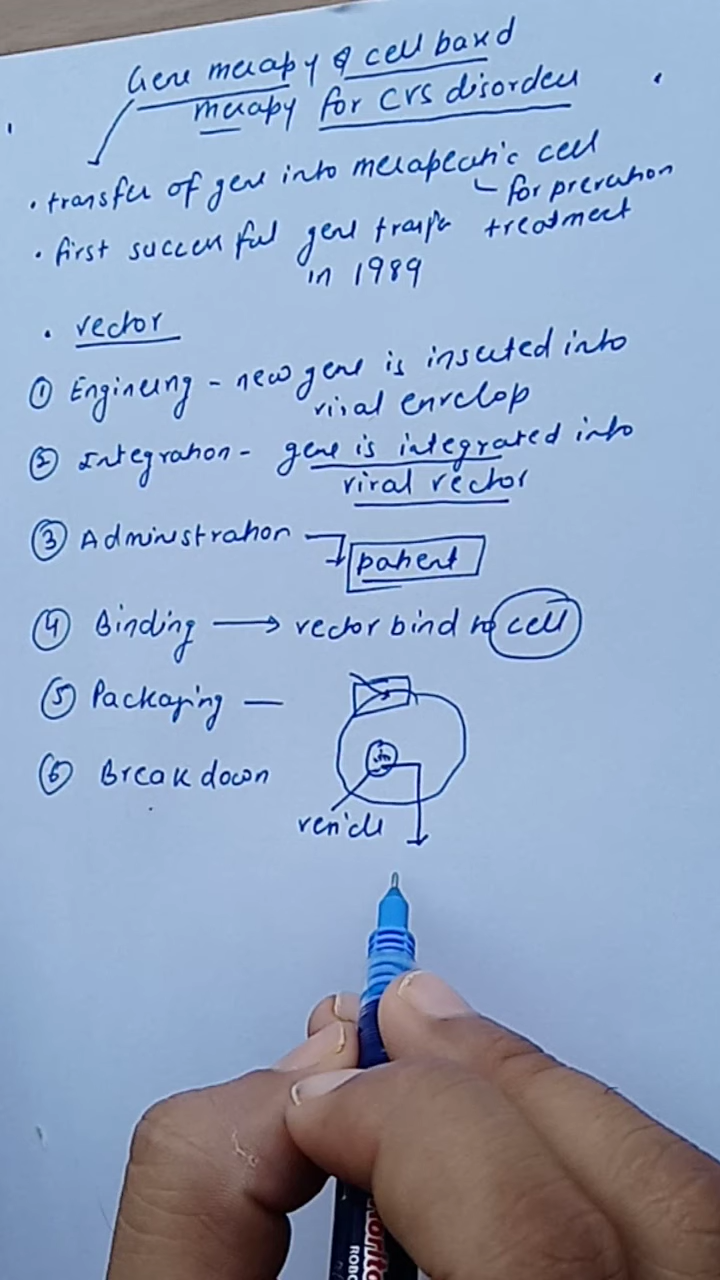 Gene therapy & cell based
therapy for CVS disorder
• transfer of gene into therapeutic cell
for prevention
• first successful gene transfer treatment
in 1989
• vector
① Engineering - new gene is inserted into
viral envelop
② Integration - gene is integrated into
viral vector
③ Administration → patient
④ Binding → vector bind to cell
⑤ Packaging -
⑥ Breakdown
vesicle
ROBO